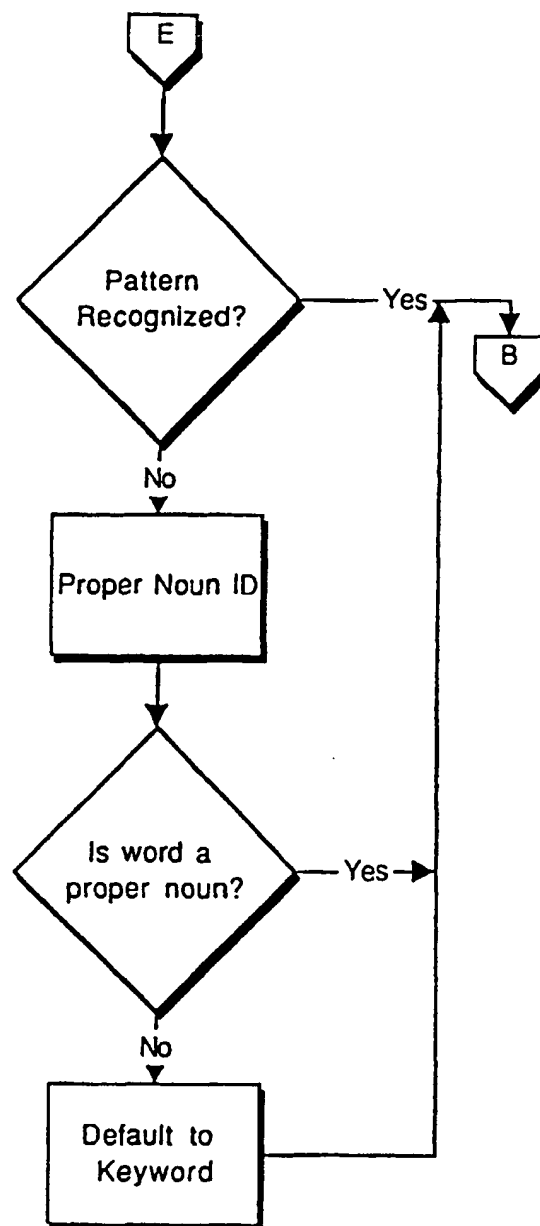 E
Pattern
Recognized?
Yes
B
No
Proper Noun ID
Is word a
proper noun?
Yes
No
Default to
Keyword